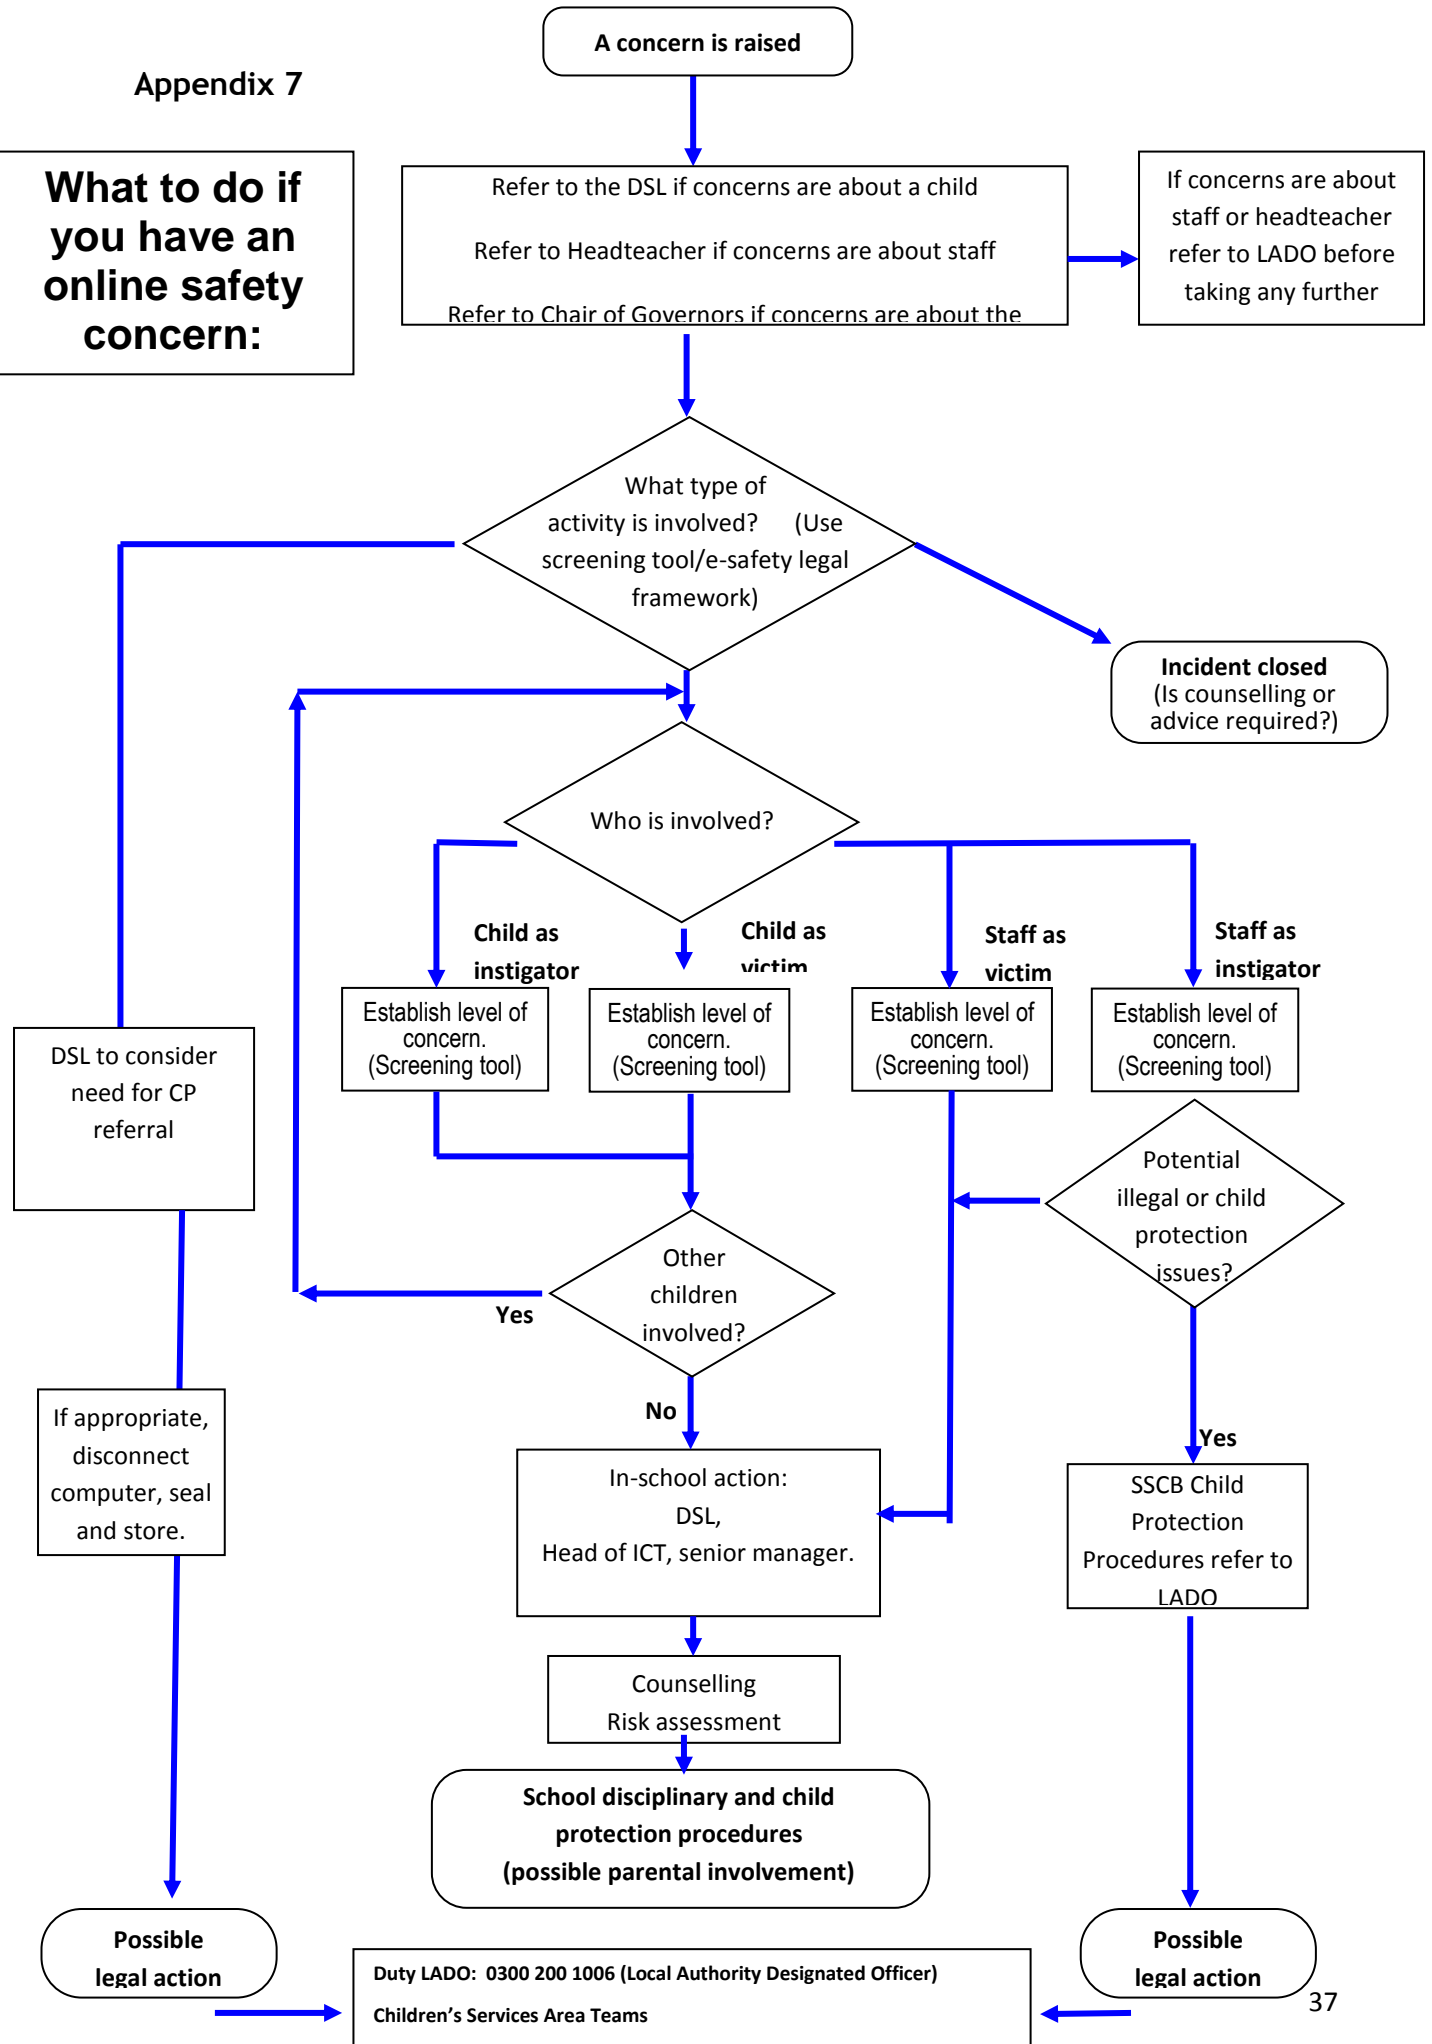 A concern is raised
Appendix 7
What to do if
you have an
online safety
concern:
Refer to the DSL if concerns are about a child
Refer to Headteacher if concerns are about staff
Refer to Chair of Governors if concerns are about the
If concerns are about
staff or headteacher
refer to LADO before
taking any further
What type of
activity is involved? (Use
screening tool/e-safety legal
framework)
Incident closed
(Is counselling or
advice required?)
Who is involved?
Child as
instigator
Child as
victim
Staff as
victim
Staff as
instigator
Establish level of
concern.
(Screening tool)
Establish level of
concern.
(Screening tool)
Establish level of
concern.
(Screening tool)
Establish level of
concern.
(Screening tool)
DSL to consider
need for CP
referral
Potential
illegal or child
protection
issues?
Other
children
involved?
Yes
No
Yes
If appropriate,
disconnect
computer, seal
and store.
In-school action:
DSL,
Head of ICT, senior manager.
SSCB Child
Protection
Procedures refer to
LADO
Counselling
Risk assessment
School disciplinary and child
protection procedures
(possible parental involvement)
Possible
legal action
Possible
legal action
Duty LADO: 0300 200 1006 (Local Authority Designated Officer)
Children's Services Area Teams
37